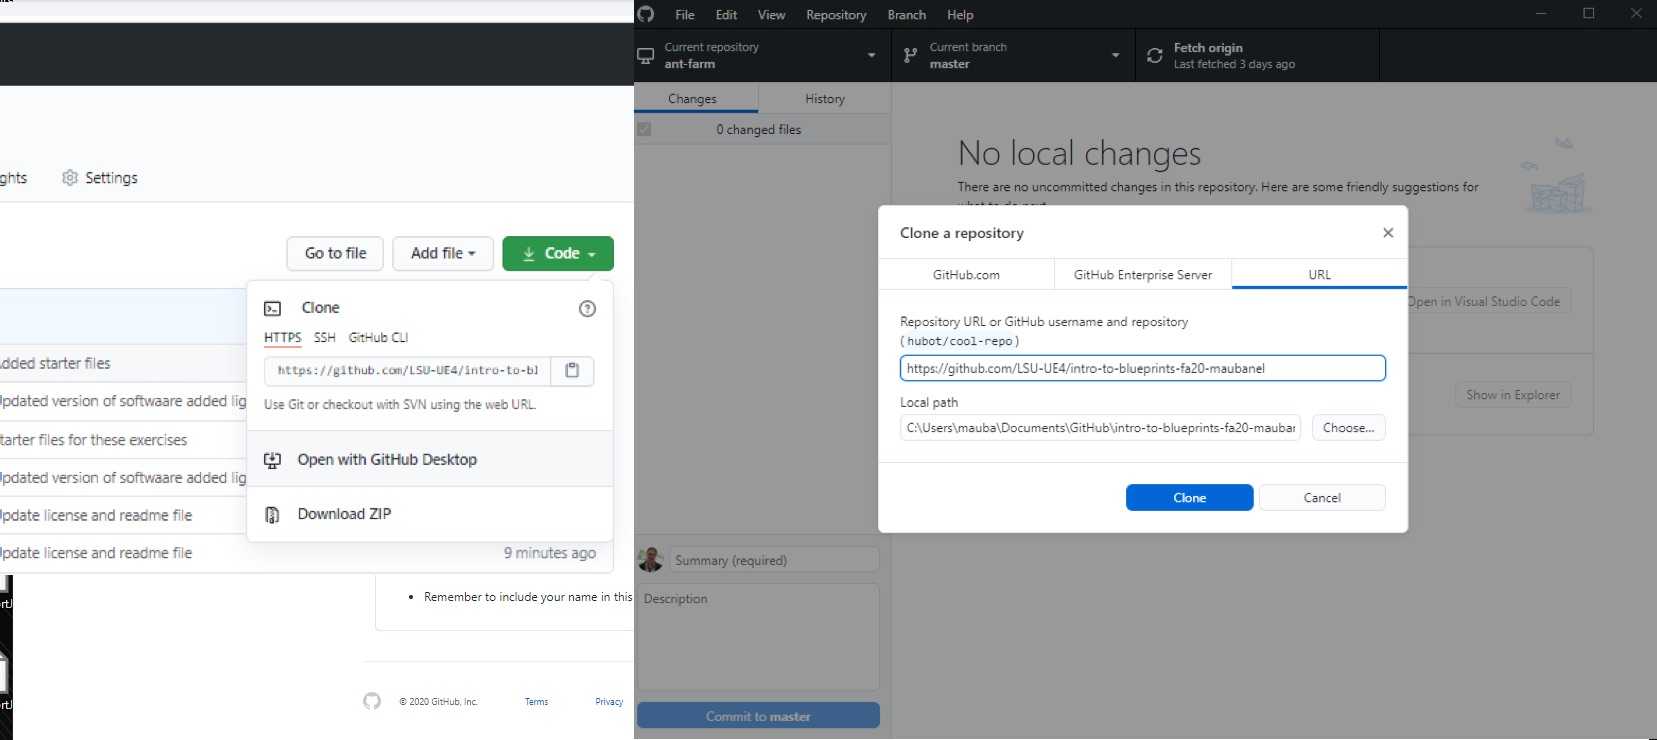 ghts
Settings
Go to file
Add file
Code
Clone
HTTPS SSH GitHub CLI
https://github.com/LSU-UE4/intro-to-bl
Use Git or checkout with SVN using the web URL.
Open with GitHub Desktop
Download ZIP
Added starter files
Updated version of softwaare added lig
tarter files for these exercises
Updated version of softwaare added lig
Update license and readme file
Update license and readme file
9 minutes ago
• Remember to include your name in this
© 2020 GitHub, Inc.
Terms
Privacy
File Edit View Repository Branch Help
Current repository
ant-farm
Current branch
master
Fetch origin
Last fetched 3 days ago
Changes
History
0 changed files
No local changes
There are no uncommitted changes in this repository. Here are some friendly suggestions for
what to do next
Open in Visual Studio Code
Show in Explorer
Clone a repository
GitHub.com
GitHub Enterprise Server
URL
Repository URL or GitHub username and repository
(hubot/cool-repo)
https://github.com/LSU-UE4/intro-to-blueprints-fa20-maubanel
Local path
C:\Users\mauba\Documents\GitHub\intro-to-blueprints-fa20-maubar
Choose...
Clone
Cancel
Summary (required)
Description
Commit to master